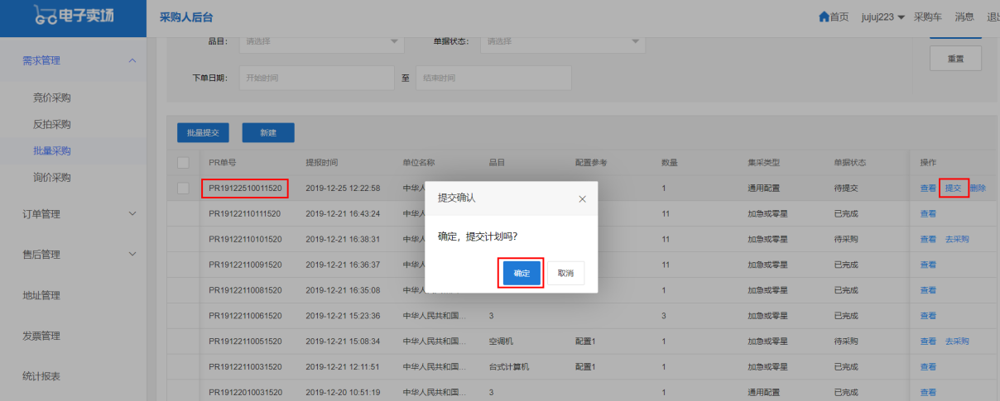 电子卖场
采购人后台
首页 jujuj223 采购车 消息 退出
需求管理
竞价采购
反拍采购
批量采购
询价采购
订单管理
售后管理
地址管理
发票管理
统计报表
品目： 请选择 单据状态： 请选择
重置
下单日期： 开始时间 至 结束时间
批量提交 新建
PR单号 提报时间 单位名称 品目 配置参考 数量 集采类型 单据状态 操作
PR19122510011520 2019-12-25 12:22:58 中华人 1 通用配置 待提交 查看 提交 删除
PR19122110111520 2019-12-21 16:43:24 中华人 11 加急或零星 已完成 查看
PR19122110101520 2019-12-21 16:38:31 中华人 11 加急或零星 待采购 查看 去采购
PR19122110091520 2019-12-21 16:36:37 中华人 11 加急或零星 已完成 查看
PR19122110081520 2019-12-21 16:35:08 中华人 1 加急或零星 已完成 查看
PR19122110061520 2019-12-21 15:23:36 中华人民共和国... 3 3 加急或零星 已完成 查看
PR19122110051520 2019-12-21 15:08:34 中华人民共和国... 空调机 配置1 1 加急或零星 待采购 查看 去采购
PR19122110031520 2019-12-21 12:11:51 中华人民共和国... 台式计算机 配置1 1 加急或零星 已完成 查看
PR19122010031520 2019-12-20 10:51:19 中华人民共和国... 3 1 通用配置 已完成 查看
提交确认
确定，提交计划吗?
确定 取消